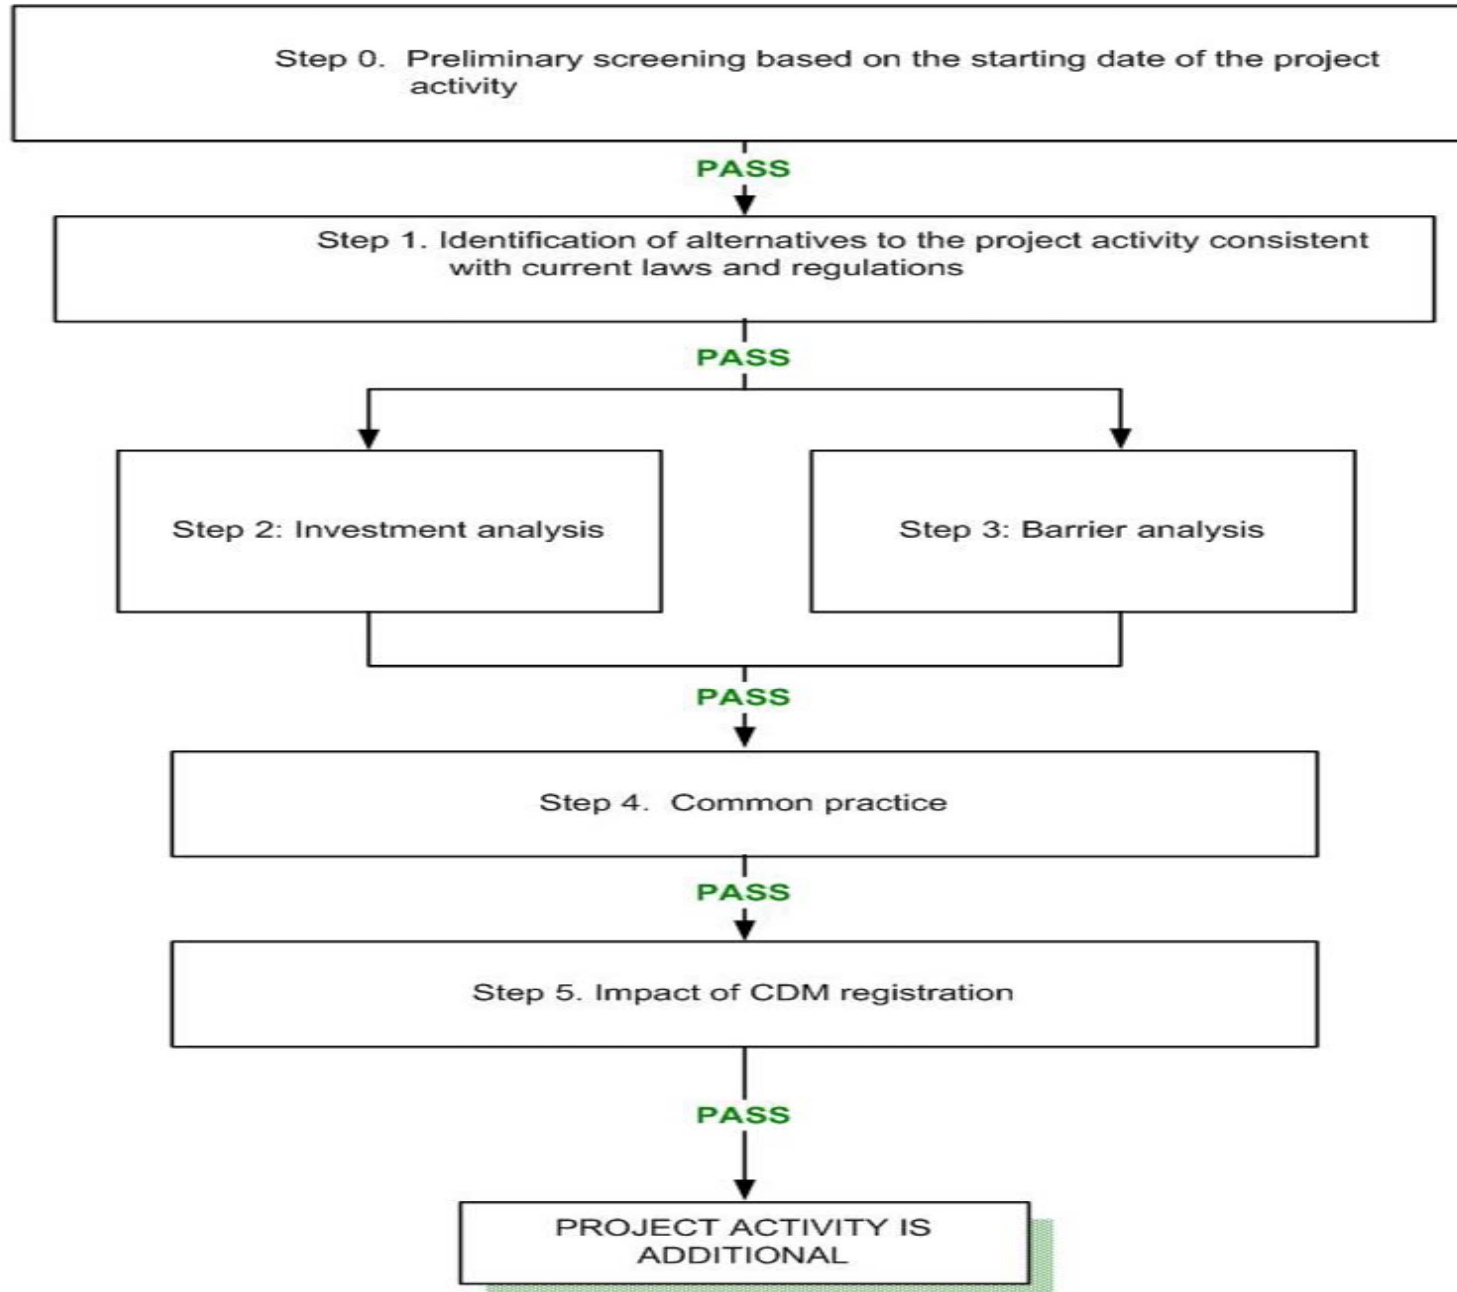 Step 0.  Preliminary screening based on the starting date of the project
activity
PASS
Step 1. Identification of alternatives to the project activity consistent
with current laws and regulations
PASS
Step 2: Investment analysis
Step 3: Barrier analysis
PASS
Step 4.  Common practice
PASS
Step 5. Impact of CDM registration
PASS
PROJECT ACTIVITY IS
ADDITIONAL